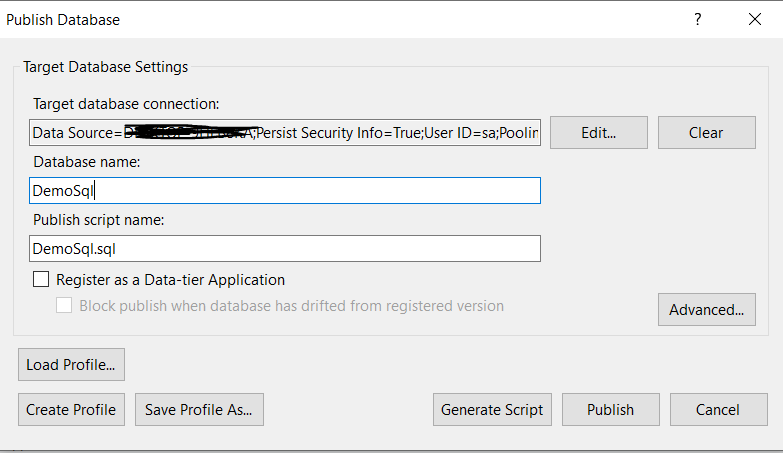 Publish Database
Target Database Settings
Target database connection:
Data Source= ;Persist Security Info=True;User ID=sa;Poolin
Edit...
Clear
Database name:
DemoSql
Publish script name:
DemoSql.sql
Register as a Data-tier Application
Block publish when database has drifted from registered version
Advanced...
Load Profile...
Create Profile
Save Profile As...
Generate Script
Publish
Cancel